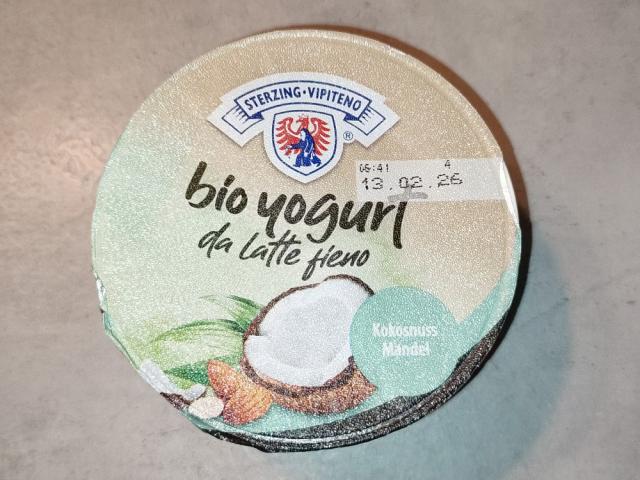 STERZING · VIPITENO
®
06:41 4
13.02.26
bio yogurt
da latte fieno
Kokosnuss
Mandel